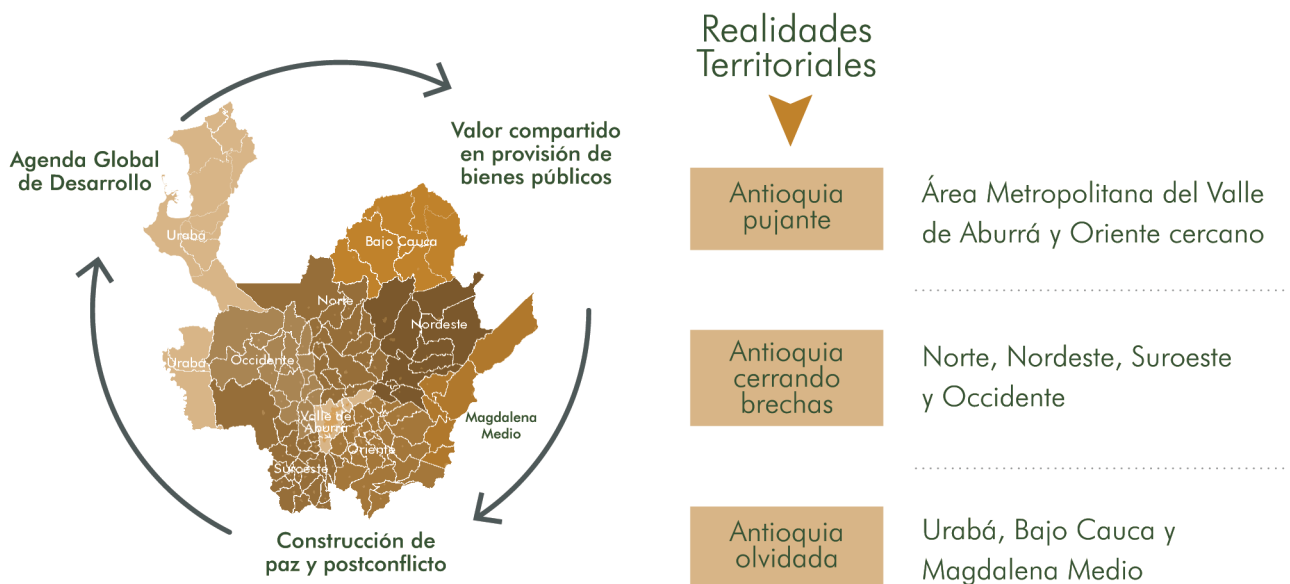 Agenda Global
de Desarrollo
Valor compartido
en provisión de
bienes públicos
Urabá
Bajo Cauca
Norte
Nordeste
Urabá
Occidente
Valle de
Aburrá
Magdalena
Medio
Oriente
Suroeste
Construcción de
paz y postconflicto
Realidades
Territoriales
Antioquia
pujante
Área Metropolitana del Valle
de Aburrá y Oriente cercano
Antioquia
cerrando
brechas
Norte, Nordeste, Suroeste
y Occidente
Antioquia
olvidada
Urabá, Bajo Cauca y
Magdalena Medio